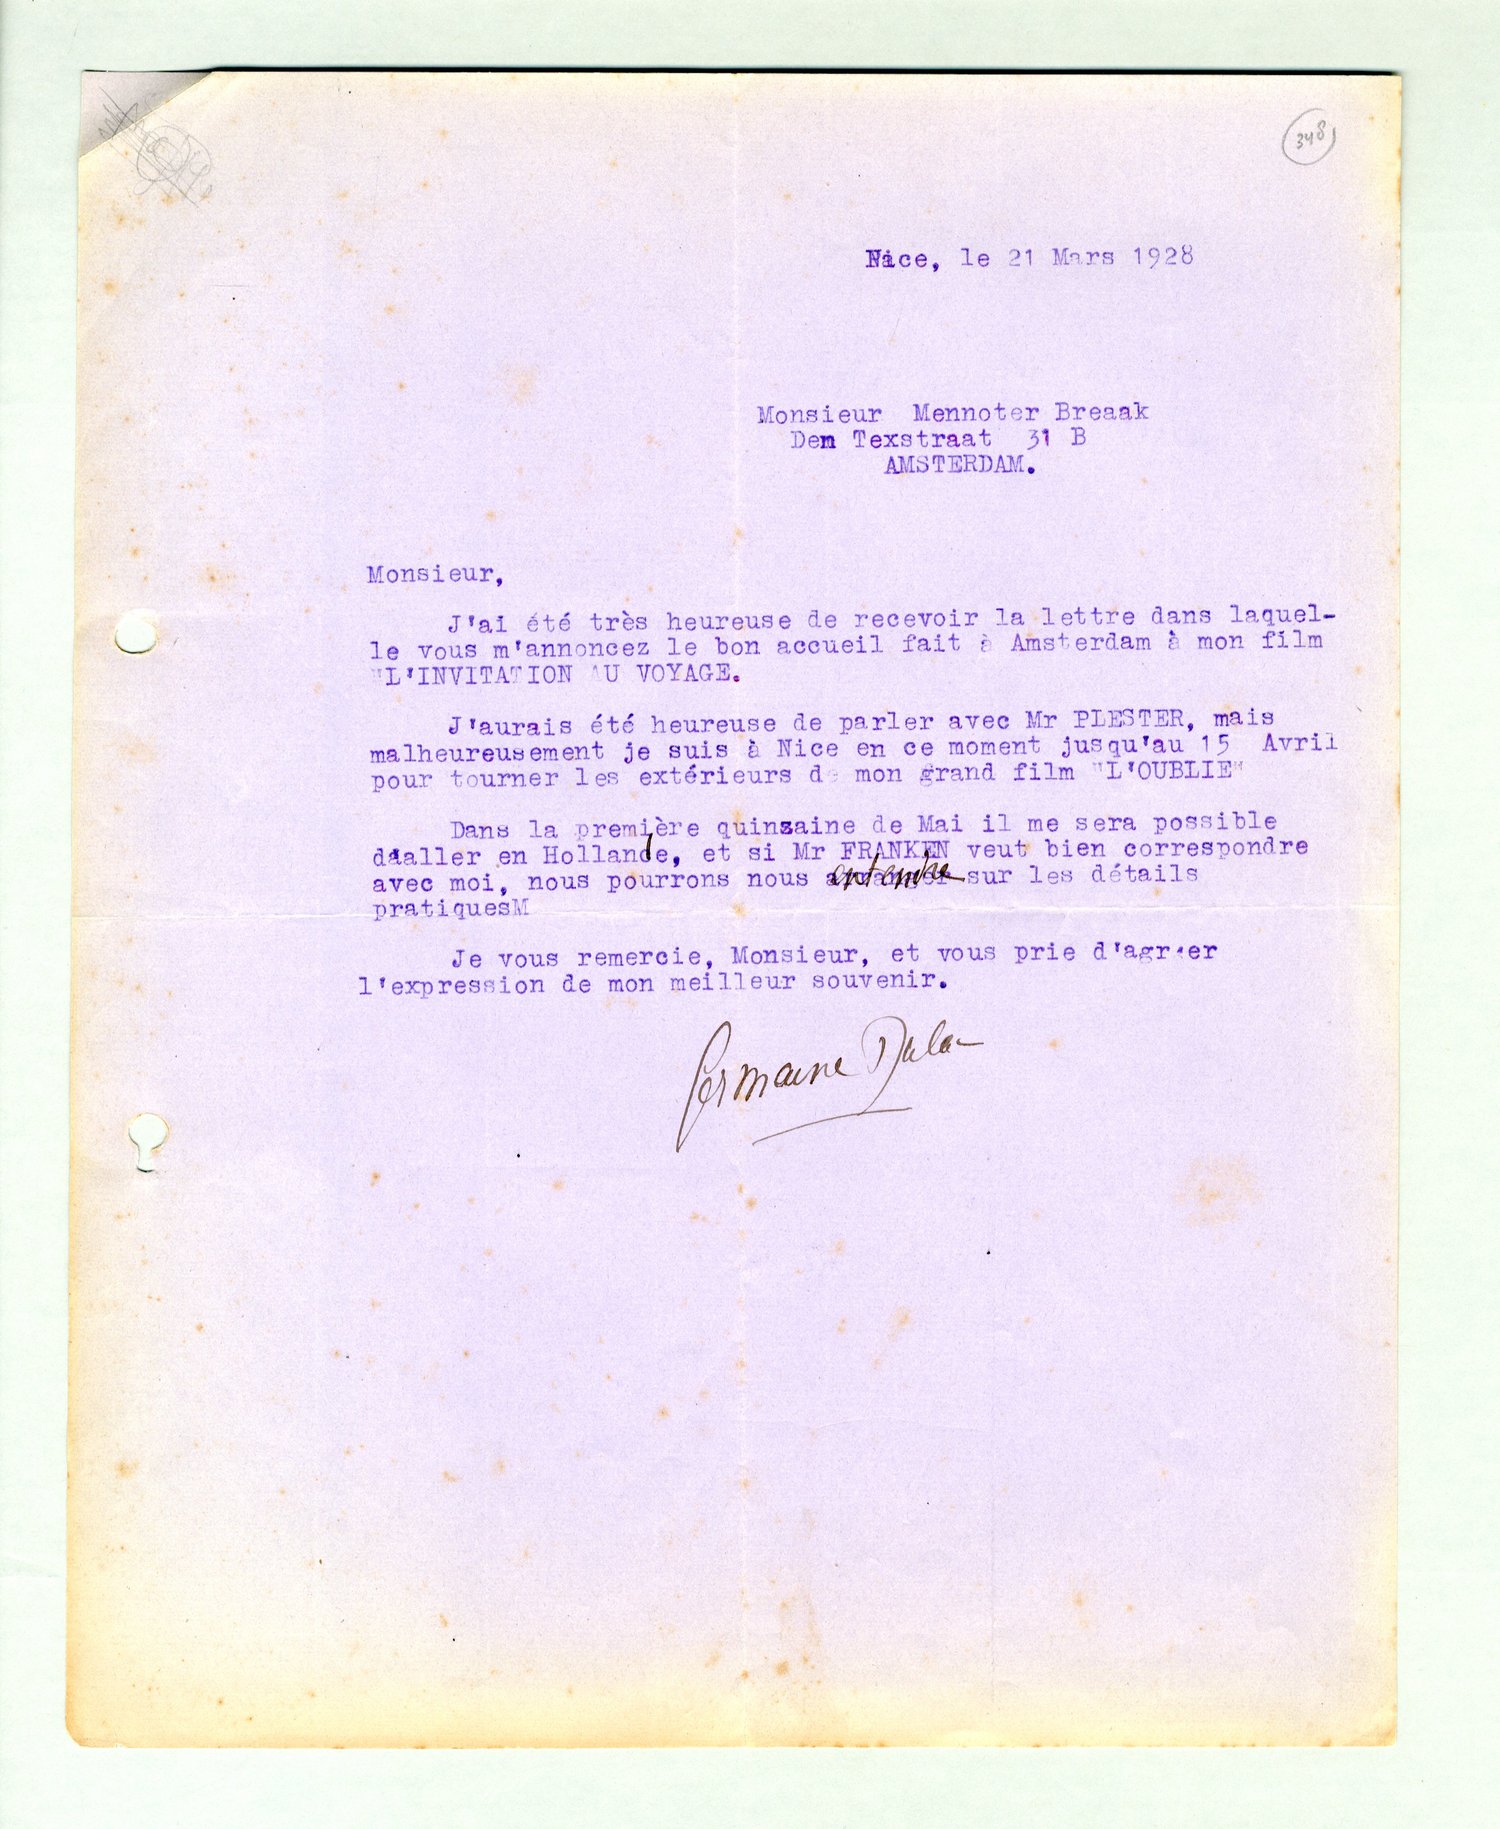 348
Nice, le 21 Mars 1928
Monsieur Mennoter Breaak
Den Texstraat 31 B
AMSTERDAM.
Monsieur,
J'ai été très heureuse de recevoir la lettre dans laquel-
le vous m'annoncez le bon accueil fait à Amsterdam à mon film
"L'INVITATION AU VOYAGE.
J'aurais été heureuse de parler avec Mr PLESTER, mais
malheureusement je suis à Nice en ce moment jusqu'au 15 Avril
pour tourner les extérieurs de mon grand film "L'OUBLIE"
Dans la première quinzaine de Mai il me sera possible
d'aller en Hollande, et si Mr FRANKEN veut bien correspondre
avec moi, nous pourrons nous entendre sur les détails
pratiquesM
Je vous remercie, Monsieur, et vous prie d'agréer
l'expression de mon meilleur souvenir.
Germaine Dulac